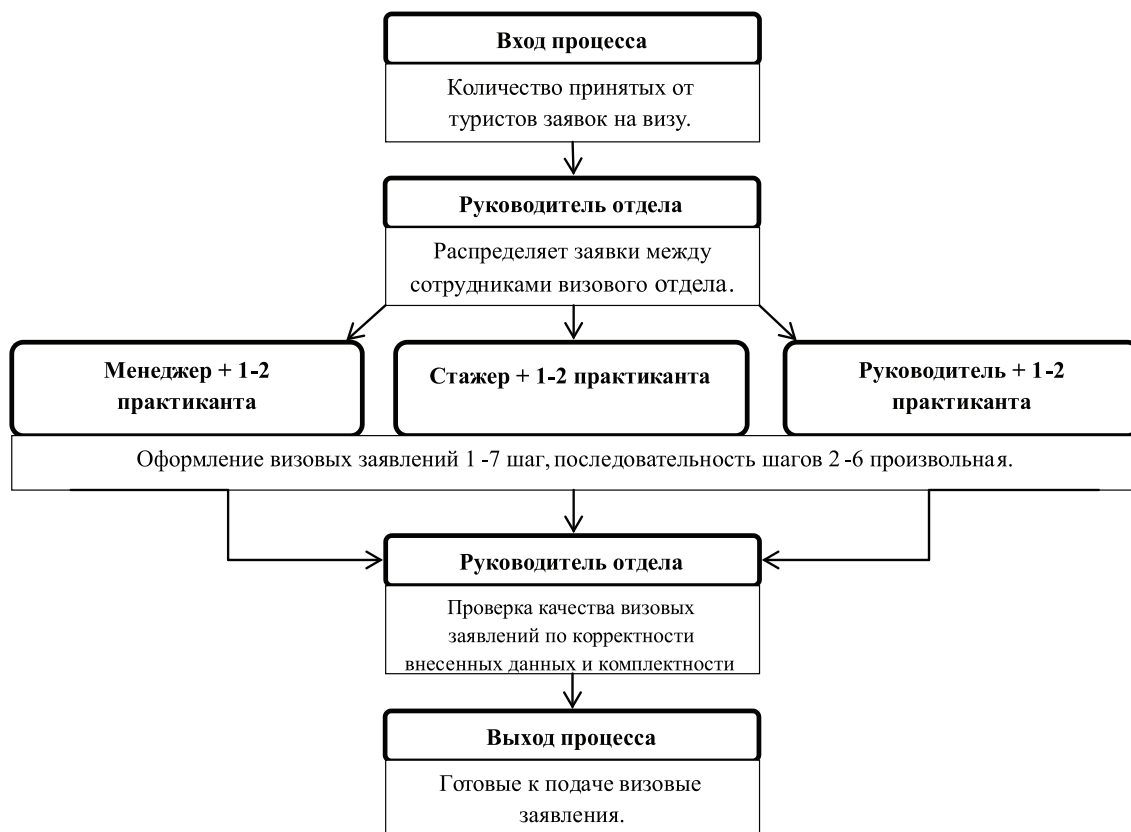 Вход процесса
Количество принятых от
туристов заявок на визу.
Руководитель отдела
Распределяет заявки между
сотрудниками визового отдела.
Менеджер + 1-2
практиканта
Стажер + 1-2 практиканта
Руководитель + 1-2
практиканта
Оформление визовых заявлений 1 -7 шаг, последовательность шагов 2 -6 произвольная.
Руководитель отдела
Проверка качества визовых
заявлений по корректности
внесенных данных и комплектности
Выход процесса
Готовые к подаче визовые
заявления.